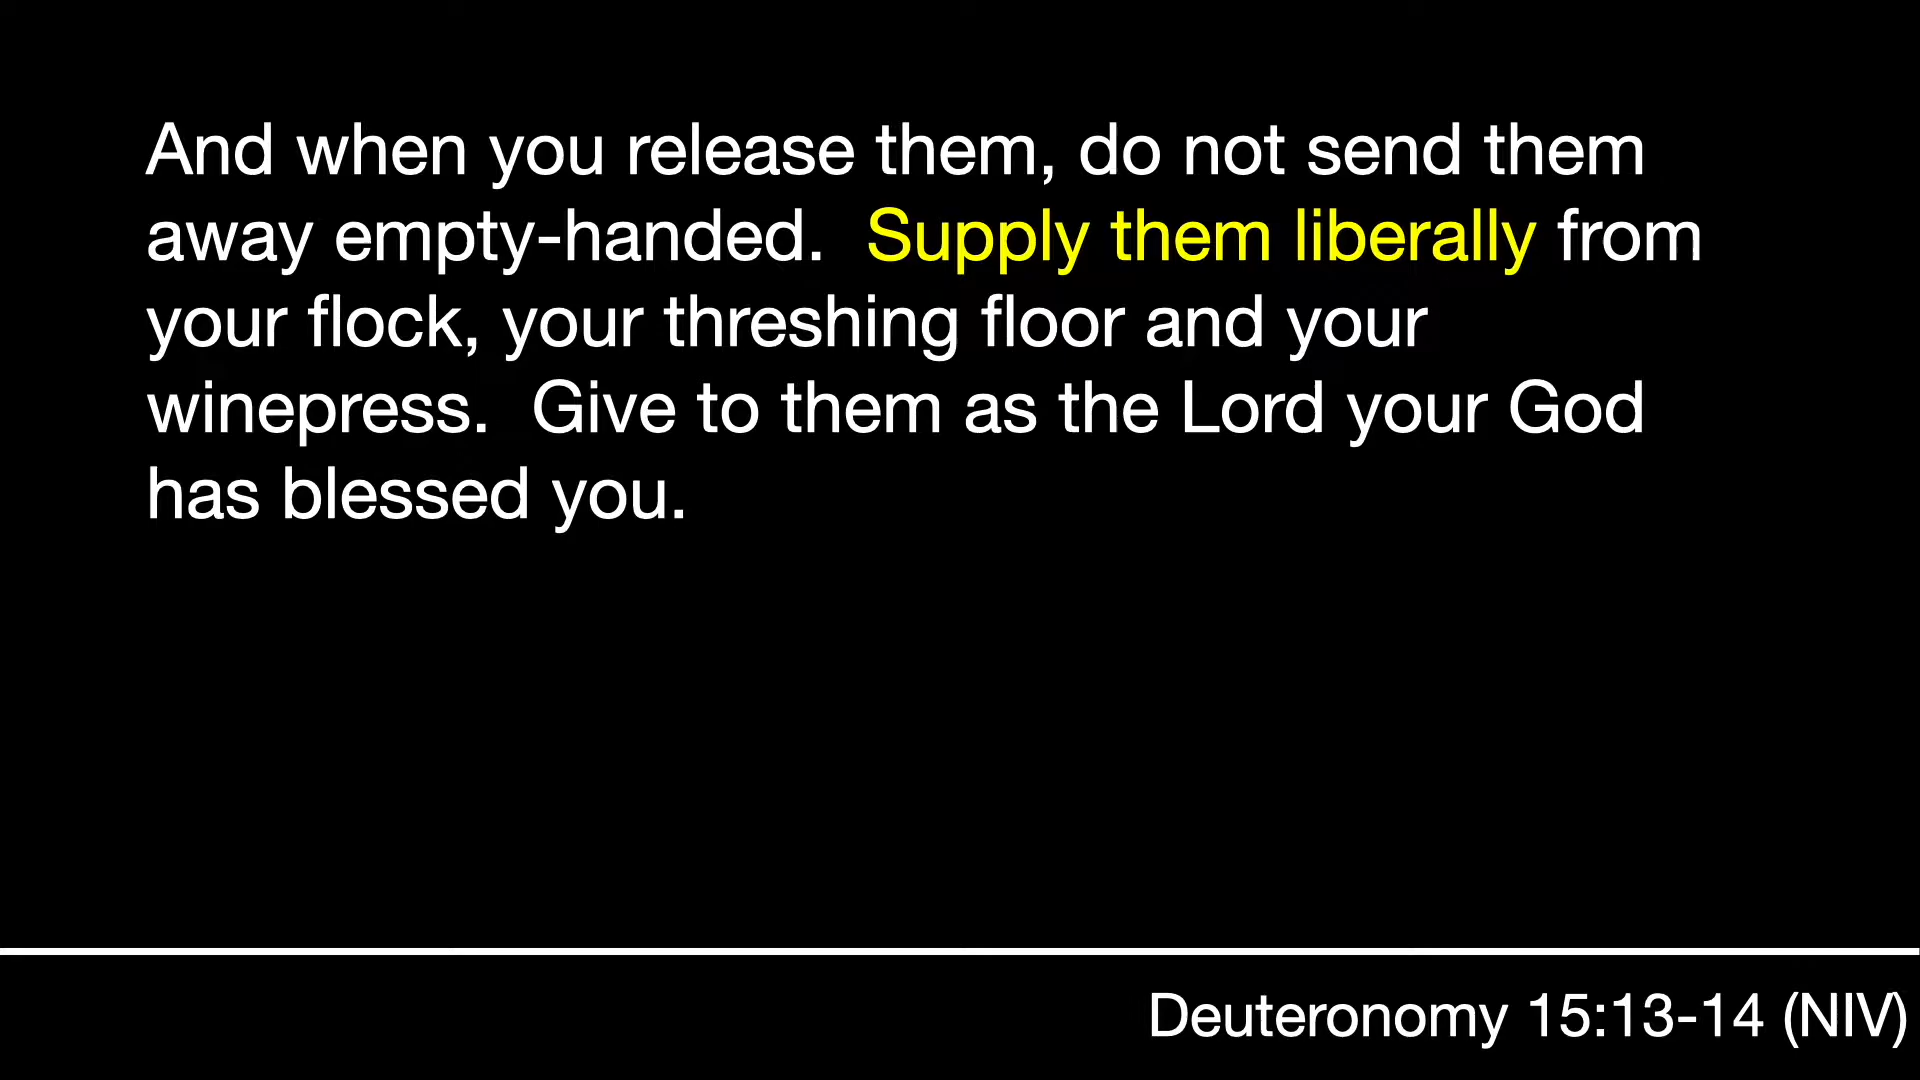 And when you release them, do not send them
away empty-handed.  Supply them liberally from
your flock, your threshing floor and your
winepress.  Give to them as the Lord your God
has blessed you.
Deuteronomy 15:13-14 (NIV)